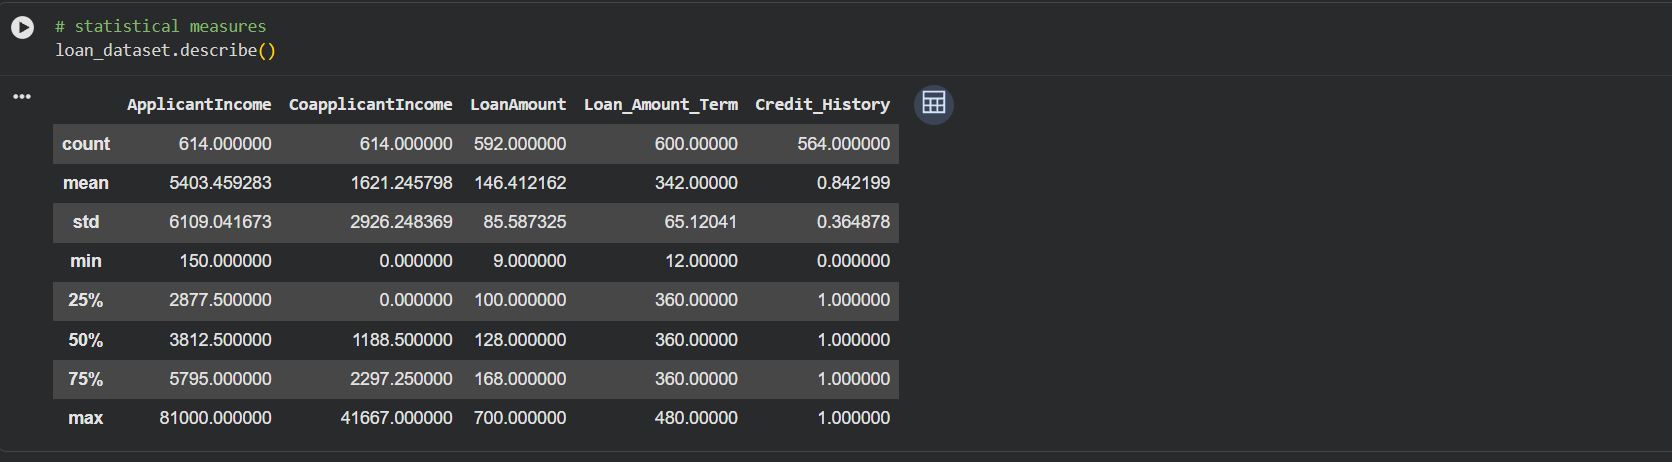 # statistical measures
loan_dataset.describe()
ApplicantIncome CoapplicantIncome LoanAmount Loan_Amount_Term Credit_History
count 614.000000 614.000000 592.000000 600.00000 564.000000
mean 5403.459283 1621.245798 146.412162 342.00000 0.842199
std 6109.041673 2926.248369 85.587325 65.12041 0.364878
min 150.000000 0.000000 9.000000 12.00000 0.000000
25% 2877.500000 0.000000 100.000000 360.00000 1.000000
50% 3812.500000 1188.500000 128.000000 360.00000 1.000000
75% 5795.000000 2297.250000 168.000000 360.00000 1.000000
max 81000.000000 41667.000000 700.000000 480.00000 1.000000